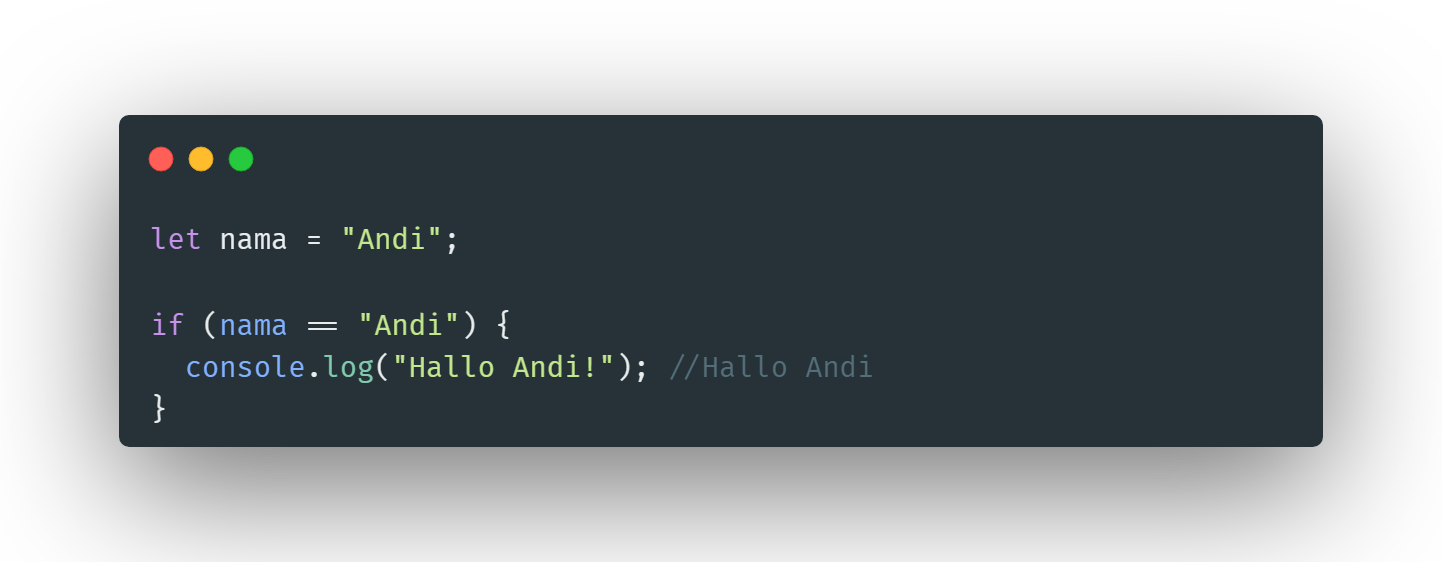 let nama = "Andi";
if (nama == "Andi") {
console.log("Hallo Andi!"); //Hallo Andi
}